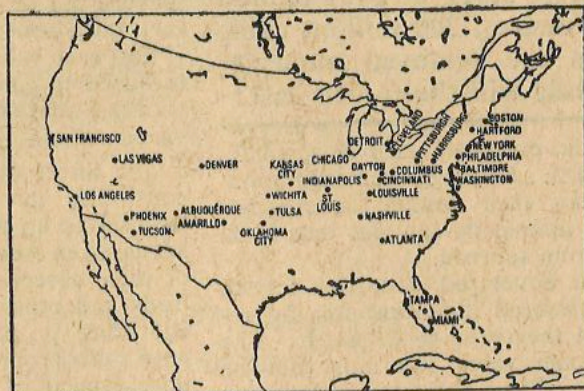 BOSTON
HARTFORD
CLEVELAND
PITTSBURGH
HARRISBURG
DETROIT
SAN FRANCISCO
NEW YORK
PHILADELPHIA
LAS VEGAS
DENVER
KANSAS
CITY
CHICAGO
DAYTON
COLUMBUS
BALTIMORE
INDIANAPOLIS
CINCINNATI
WASHINGTON
LOS ANGELES
WICHITA
ST
LOUIS
LOUISVILLE
PHOENIX
ALBUQUERQUE
TULSA
NASHVILLE
AMARILLO
TUCSON
OKLAHOMA
CITY
ATLANTA
TAMPA
MIAMI